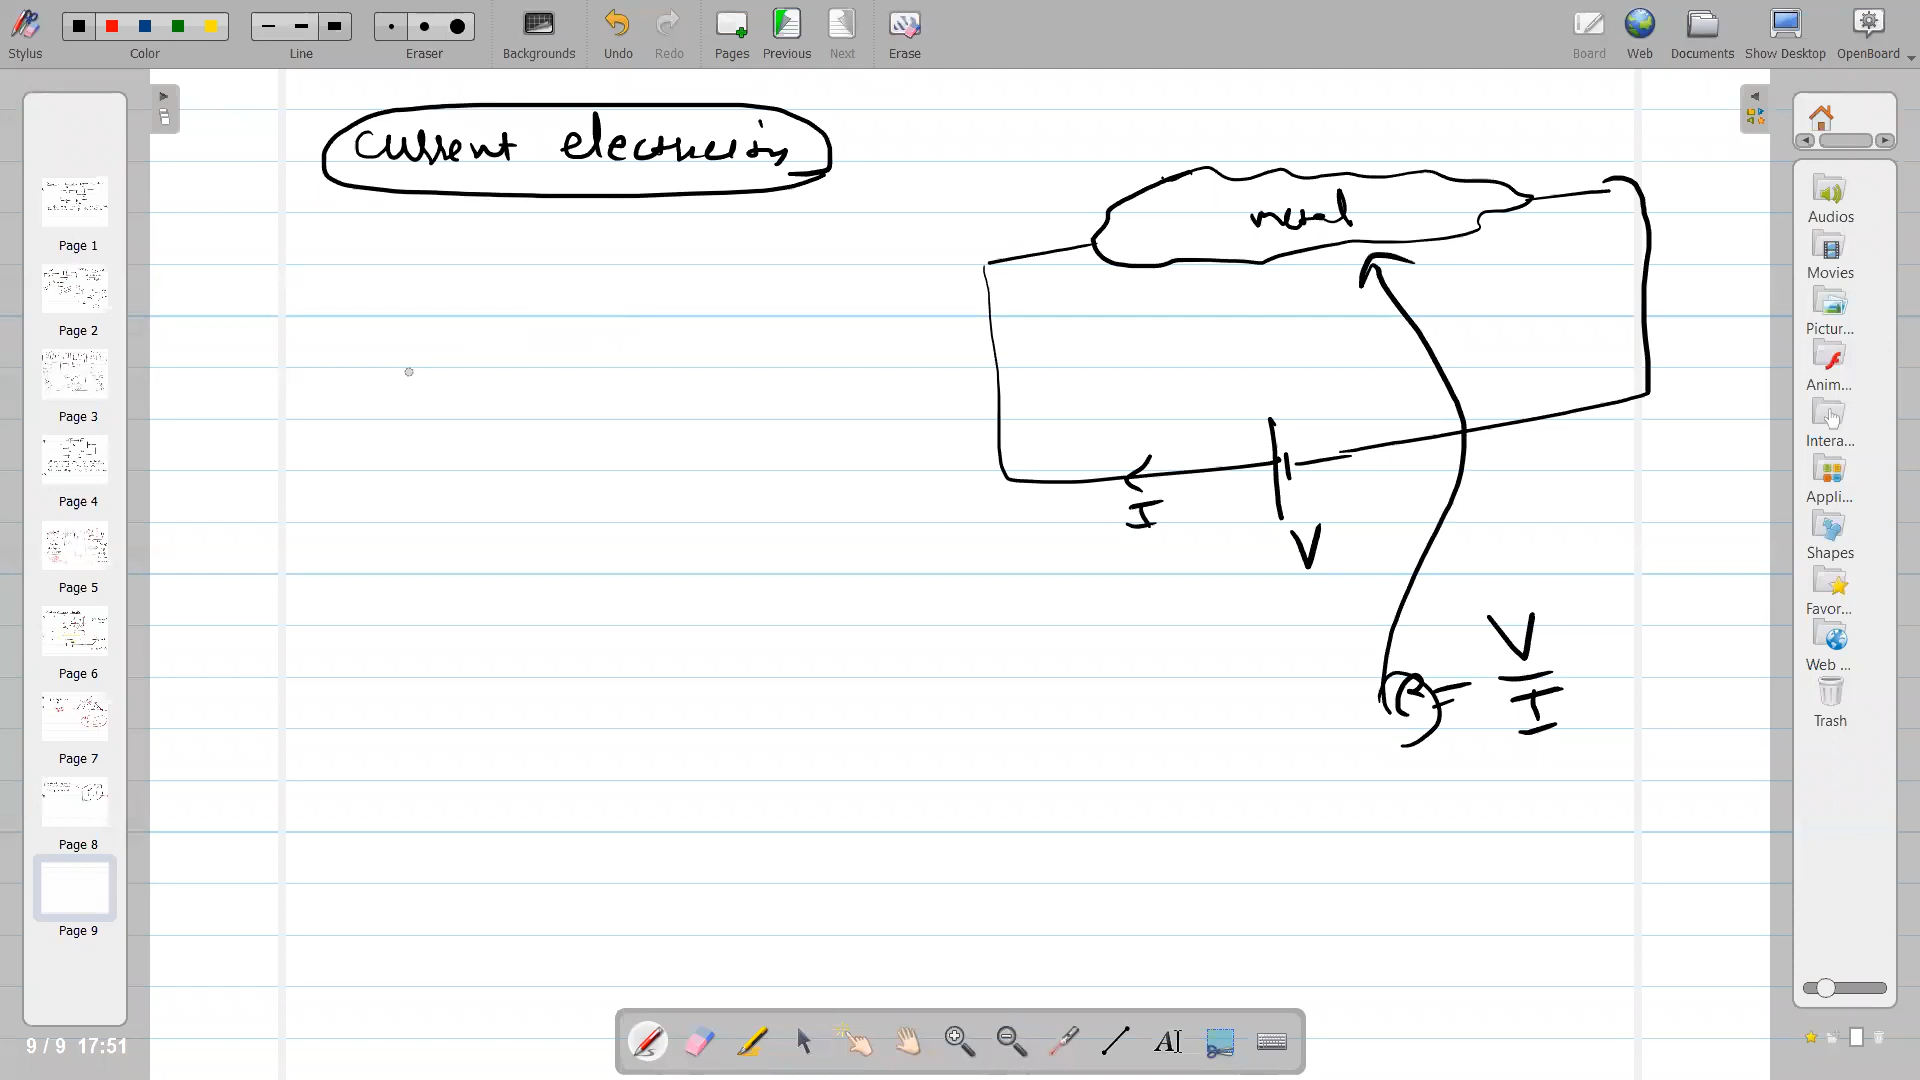 Stylus
Color
Line
Eraser
Backgrounds
Undo
Redo
Pages
Previous
Next
Erase
Board
Web
Documents
Show Desktop
OpenBoard
Current electricity
metal
I
V
R = V
I
Page 1
Page 2
Page 3
Page 4
Page 5
Page 6
Page 7
Page 8
Page 9
9 / 9 17:51
Audios
Movies
Pictur...
Anim...
Intera...
Appli...
Shapes
Favor...
Web ...
Trash